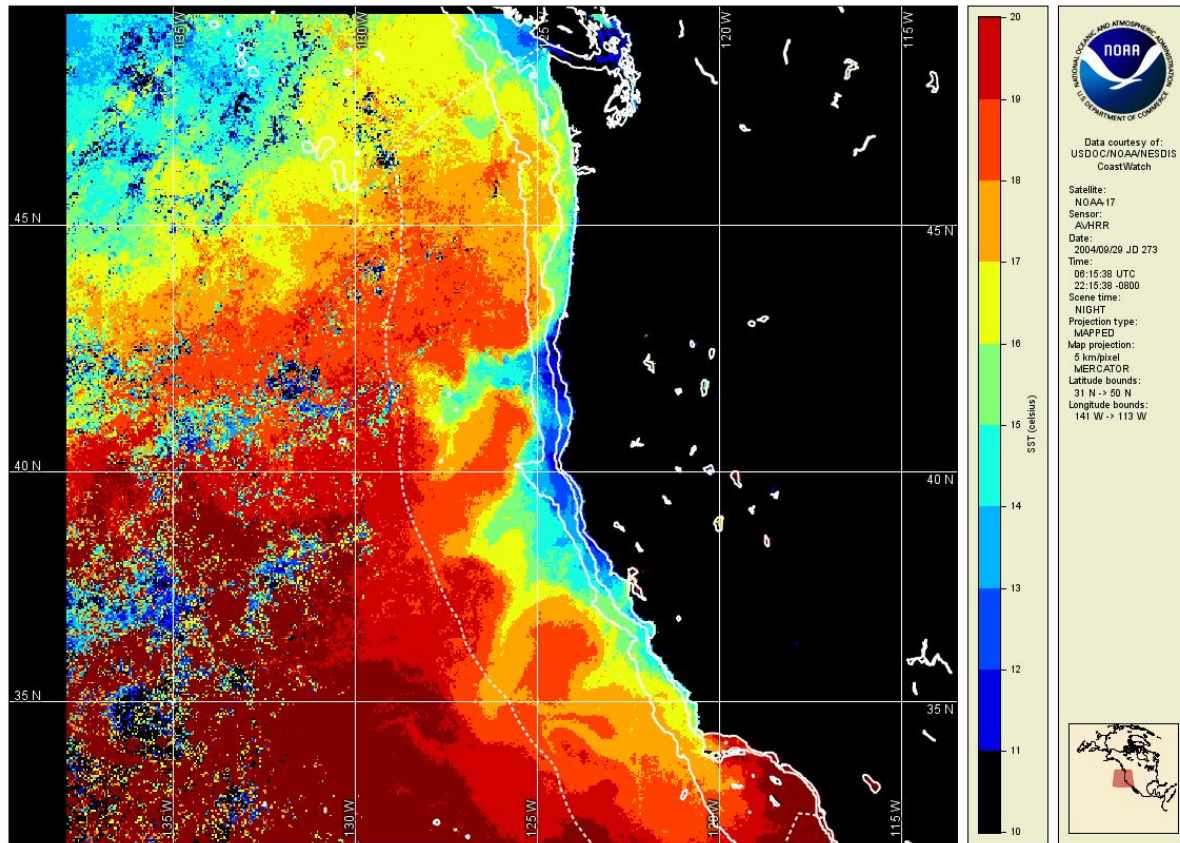 135 W
130 W
125 W
120 W
115 W
45 N
45 N
40 N
40 N
35 N
35 N
135 W
130 W
125 W
120 W
115 W
20
19
18
17
16
15
14
13
12
11
10
SST (celsius)
NATIONAL OCEANIC AND ATMOSPHERIC ADMINISTRATION
NOAA
U.S. DEPARTMENT OF COMMERCE
Data courtesy of:
USDOC/NOAA/NESDIS
CoastWatch
Satellite:
NOAA-17
Sensor:
AVHRR
Date:
2004/09/29 JD 273
Time:
06:15:38 UTC
22:15:38 -0800
Scene time:
NIGHT
Projection type:
MAPPED
Map projection:
5 km/pixel
MERCATOR
Latitude bounds:
31 N -> 50 N
Longitude bounds:
141 W -> 113 W